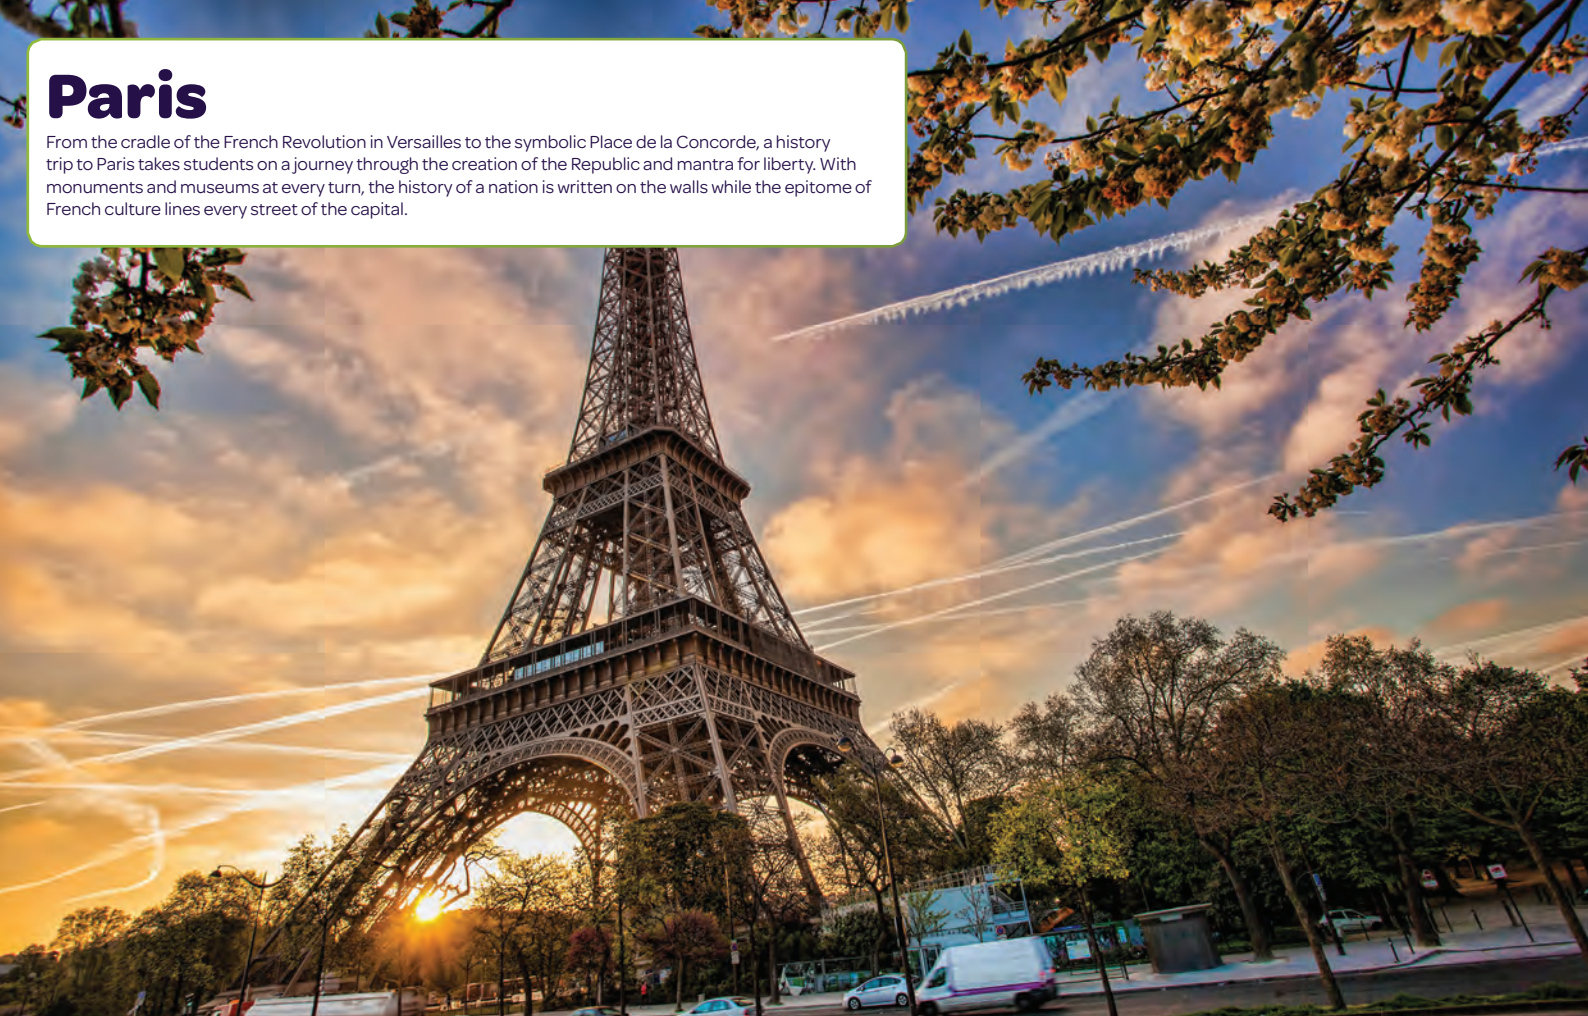 Paris
From the cradle of the French Revolution in Versailles to the symbolic Place de la Concorde, a history
trip to Paris takes students on a journey through the creation of the Republic and mantra for liberty. With
monuments and museums at every turn, the history of a nation is written on the walls while the epitome of
French culture lines every street of the capital.